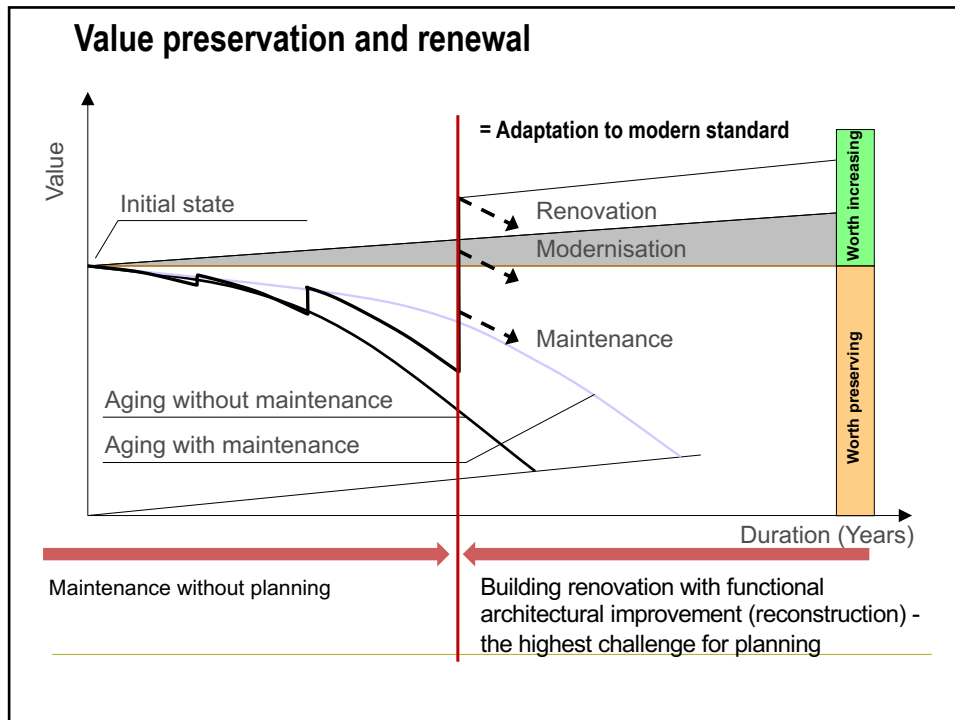 Value preservation and renewal
= Adaptation to modern standard
Value
Initial state
Renovation
Modernisation
Maintenance
Worth increasing
Worth preserving
Aging without maintenance
Aging with maintenance
Duration (Years)
Maintenance without planning
Building renovation with functional
architectural improvement (reconstruction) -
the highest challenge for planning